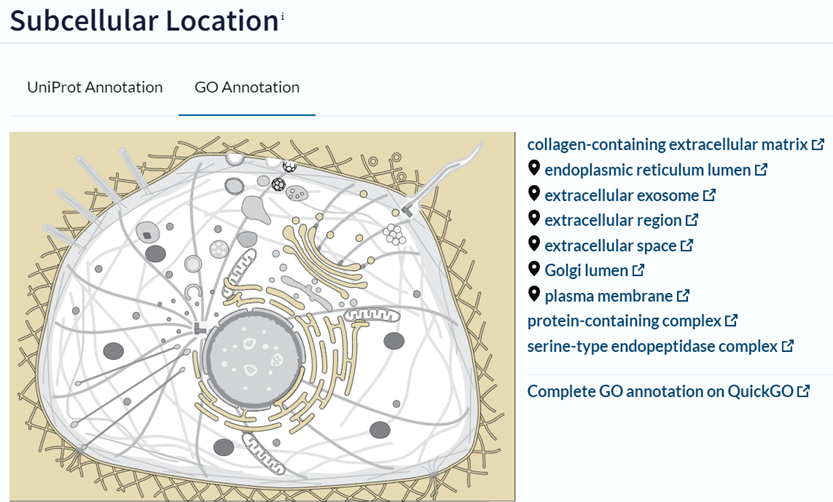 Subcellular Location i
UniProt Annotation GO Annotation
collagen-containing extracellular matrix
endoplasmic reticulum lumen
extracellular exosome
extracellular region
extracellular space
Golgi lumen
plasma membrane
protein-containing complex
serine-type endopeptidase complex
Complete GO annotation on QuickGO